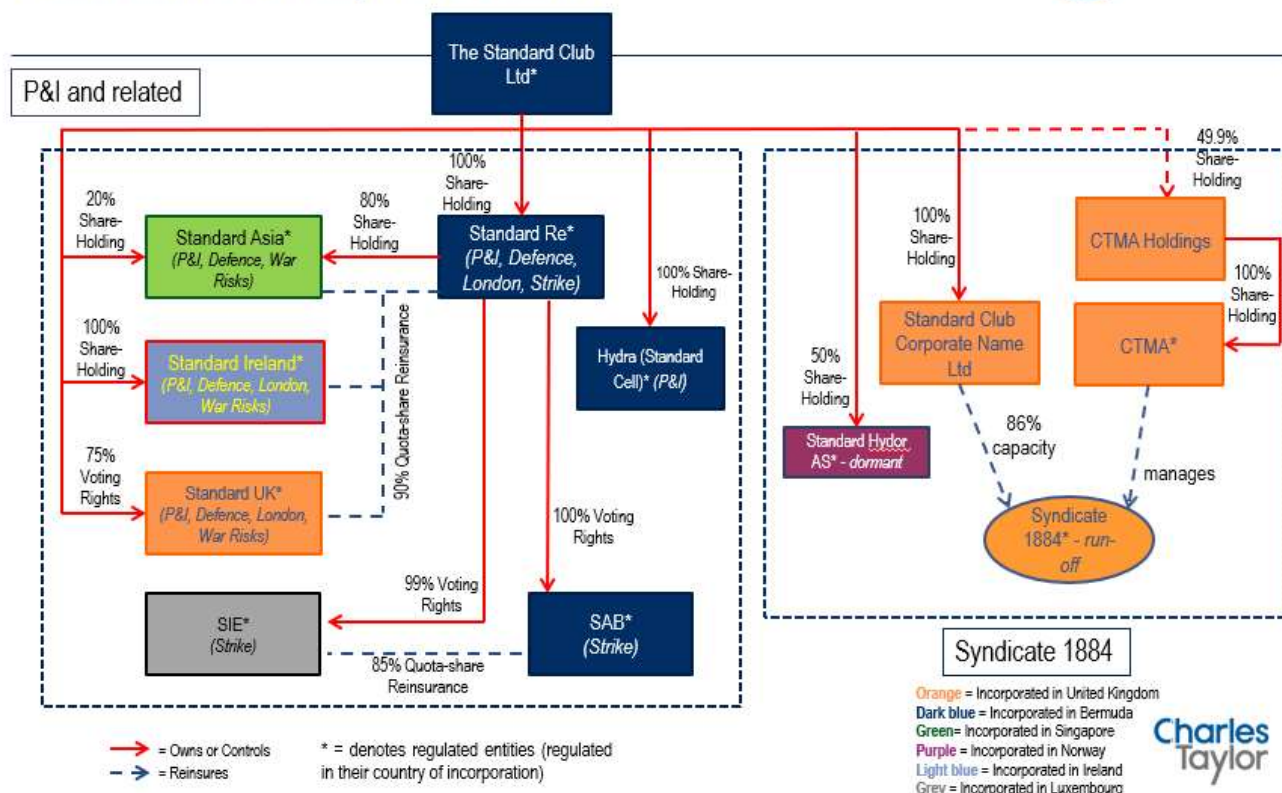 The Standard Club
Ltd*
P&I and related
20%
Share-
Holding
80%
Share-
Holding
100%
Share-
Holding
Standard Asia*
(P&I, Defence, War
Risks)
Standard Re*
(P&I, Defence,
London, Strike)
100%
Share-
Holding
Standard Ireland*
(P&I, Defence, London,
War Risks)
75%
Voting
Rights
Standard UK*
(P&I, Defence, London,
War Risks)
90% Quota-share Reinsurance
100% Share-
Holding
Hydra (Standard
Cell)* (P&I)
100% Voting
Rights
99% Voting
Rights
SIE*
(Strike)
85% Quota-share
Reinsurance
SAB*
(Strike)
50%
Share-
Holding
Standard Hydor
AS* - dormant
100%
Share-
Holding
Standard Club
Corporate Name
Ltd
49.9%
Share-
Holding
CTMA Holdings
100%
Share-
Holding
CTMA*
86%
capacity
manages
Syndicate
1884* - run-
off
Syndicate 1884
= Owns or Controls
= Reinsures
* = denotes regulated entities (regulated
in their country of incorporation)
Orange = Incorporated in United Kingdom
Dark blue = Incorporated in Bermuda
Green= Incorporated in Singapore
Purple = Incorporated in Norway
Light blue = Incorporated in Ireland
Grey = Incorporated in Luxembourg
Charles
Taylor